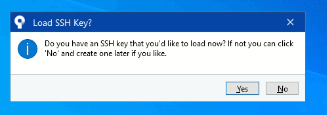 Load SSH Key?
Do you have an SSH key that you'd like to load now? If not you can click
'No' and create one later if you like.
Yes
No